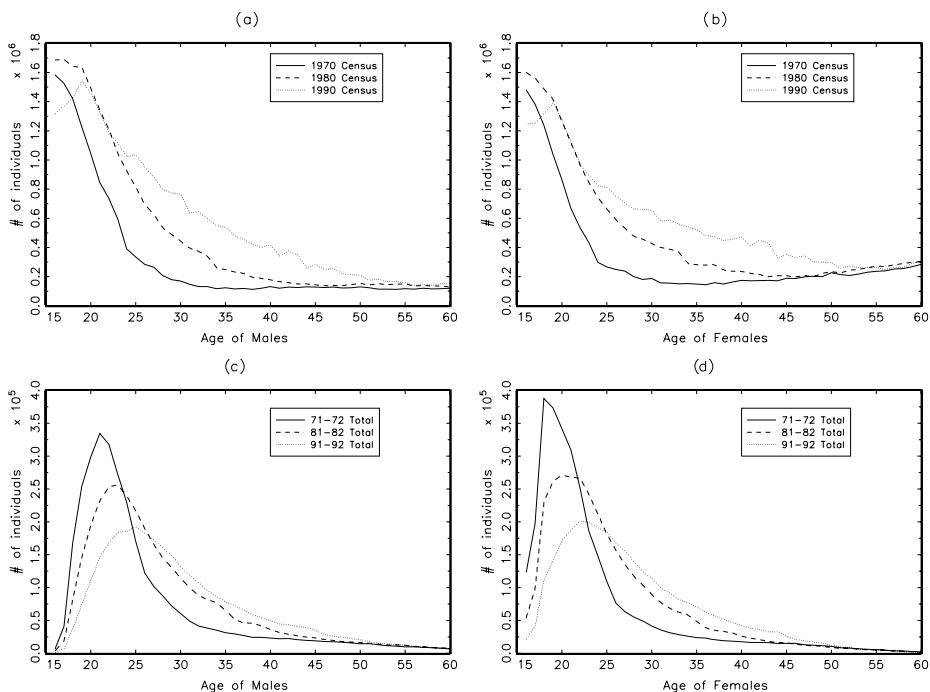 (a)
× 10⁶
# of individuals
0.0 0.2 0.4 0.6 0.8 1.0 1.2 1.4 1.6 1.8
1970 Census
1980 Census
1990 Census
15 20 25 30 35 40 45 50 55 60
Age of Males
(b)
× 10⁶
# of individuals
0.0 0.2 0.4 0.6 0.8 1.0 1.2 1.4 1.6 1.8
1970 Census
1980 Census
1990 Census
15 20 25 30 35 40 45 50 55 60
Age of Females
(c)
× 10⁵
# of individuals
0.0 0.5 1.0 1.5 2.0 2.5 3.0 3.5 4.0
71–72 Total
81–82 Total
91–92 Total
15 20 25 30 35 40 45 50 55 60
Age of Males
(d)
× 10⁵
# of individuals
0.0 0.5 1.0 1.5 2.0 2.5 3.0 3.5 4.0
71–72 Total
81–82 Total
91–92 Total
15 20 25 30 35 40 45 50 55 60
Age of Females